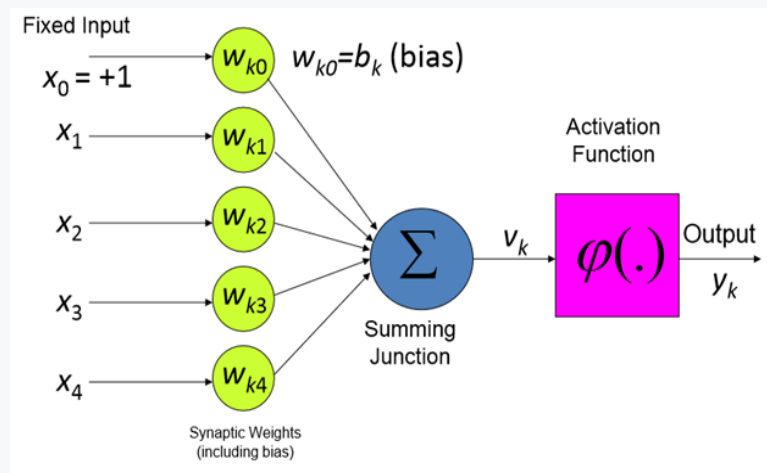 Fixed Input
x0 = +1
wk0
wk0=bk (bias)
x1
wk1
x2
wk2
x3
wk3
x4
wk4
Synaptic Weights
(including bias)
Σ
Summing
Junction
vk
Activation
Function
φ(.)
Output
yk